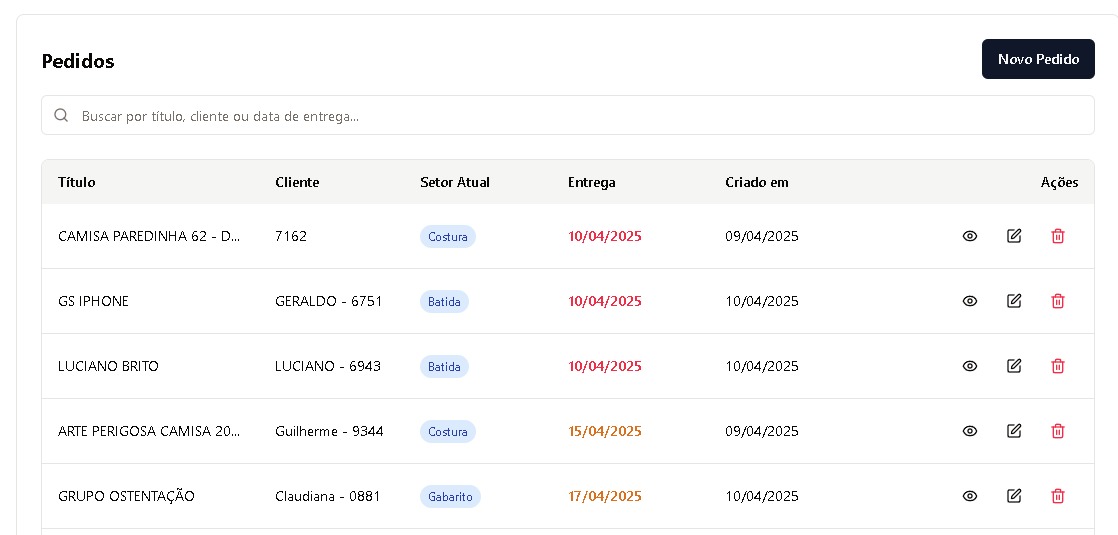 Pedidos
Novo Pedido
Buscar por título, cliente ou data de entrega...
Título Cliente Setor Atual Entrega Criado em Ações
CAMISA PAREDINHA 62 - D... 7162 Costura 10/04/2025 09/04/2025
GS IPHONE GERALDO - 6751 Batida 10/04/2025 10/04/2025
LUCIANO BRITO LUCIANO - 6943 Batida 10/04/2025 10/04/2025
ARTE PERIGOSA CAMISA 20... Guilherme - 9344 Costura 15/04/2025 09/04/2025
GRUPO OSTENTAÇÃO Claudiana - 0881 Gabarito 17/04/2025 10/04/2025